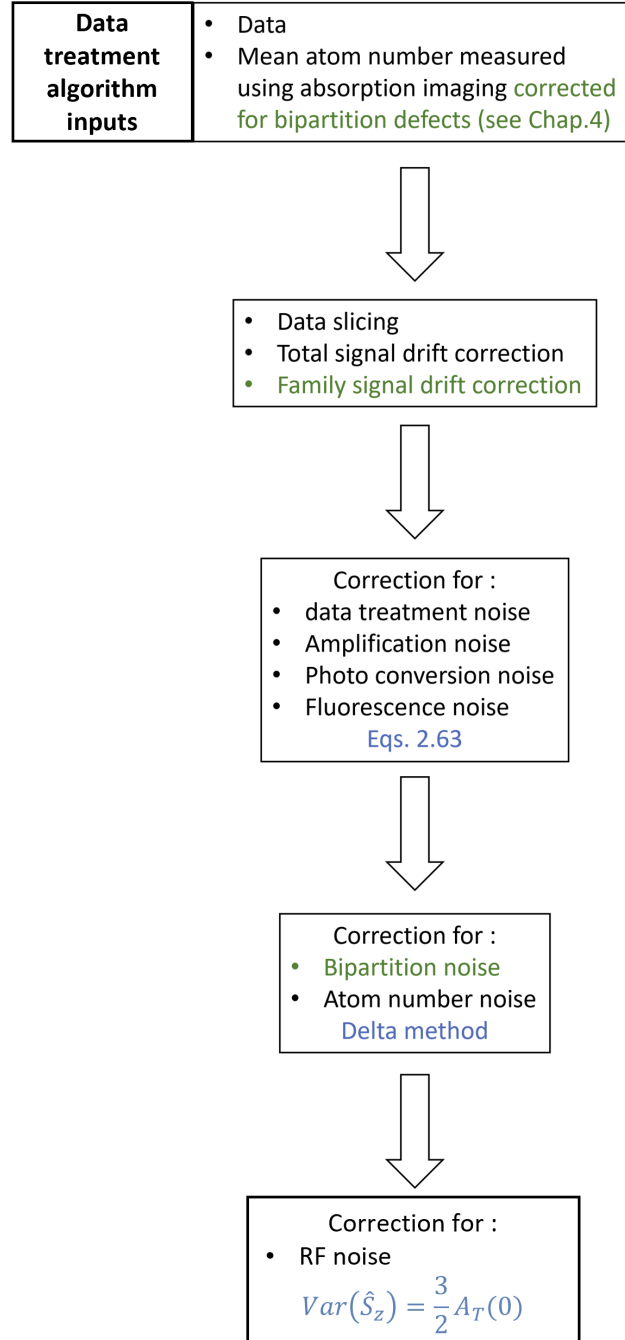 Data
treatment
algorithm
inputs
• Data
• Mean atom number measured
using absorption imaging corrected
for bipartition defects (see Chap.4)
• Data slicing
• Total signal drift correction
• Family signal drift correction
Correction for :
• data treatment noise
• Amplification noise
• Photo conversion noise
• Fluorescence noise
Eqs. 2.63
Correction for :
• Bipartition noise
• Atom number noise
Delta method
Correction for :
• RF noise
Var(Ŝ_z) = 3/2 A_T(0)